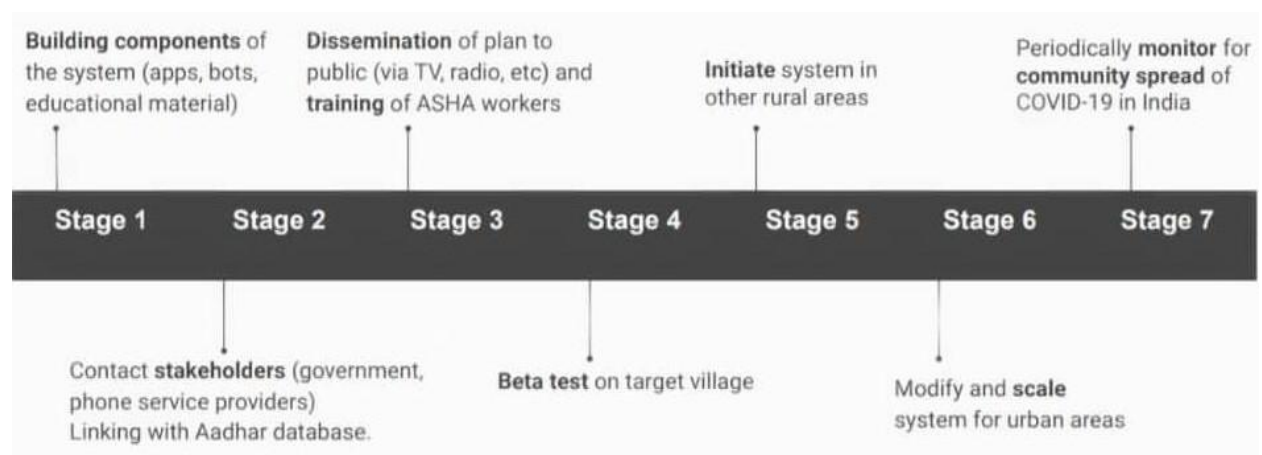 Building components of
the system (apps, bots,
educational material)
Dissemination of plan to
public (via TV, radio, etc) and
training of ASHA workers
Initiate system in
other rural areas
Periodically monitor for
community spread of
COVID-19 in India
Stage 1
Stage 2
Stage 3
Stage 4
Stage 5
Stage 6
Stage 7
Contact stakeholders (government,
phone service providers)
Linking with Aadhar database.
Beta test on target village
Modify and scale
system for urban areas